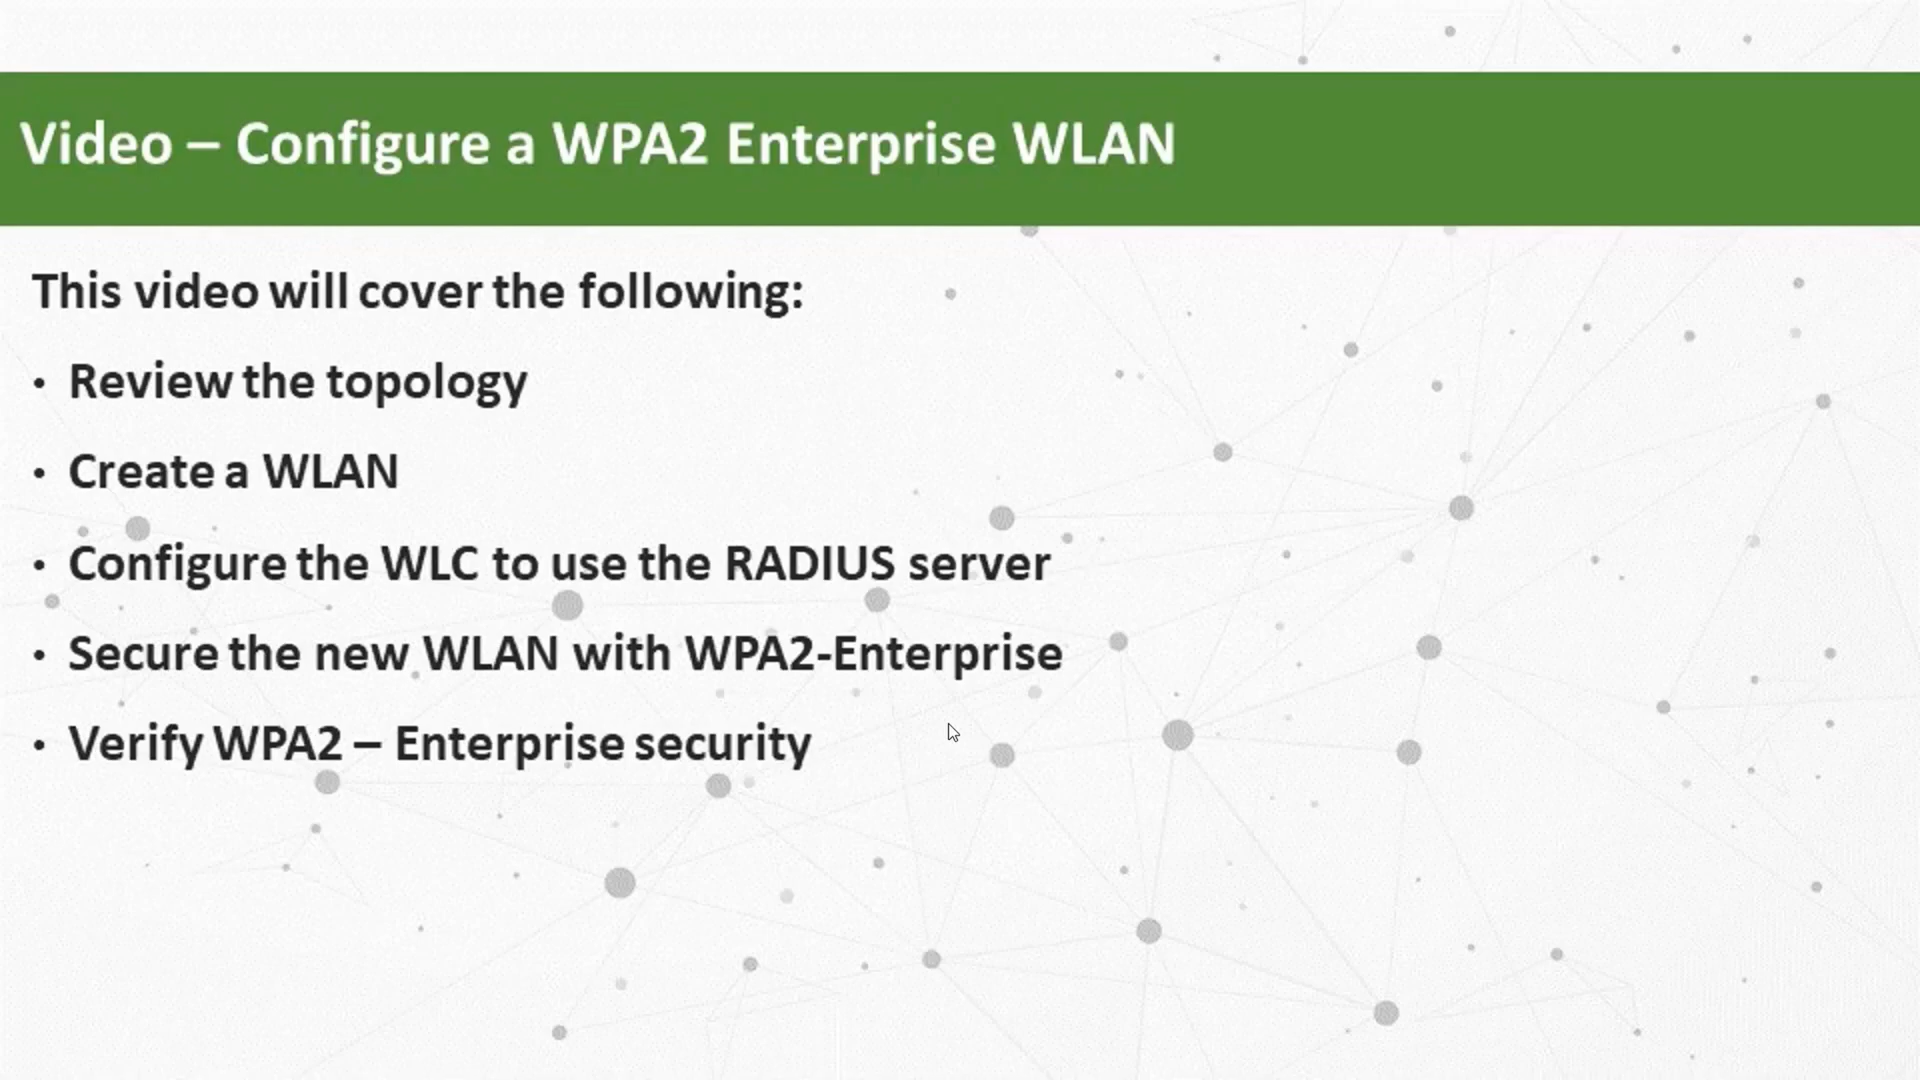 Video – Configure a WPA2 Enterprise WLAN
This video will cover the following:
• Review the topology
• Create a WLAN
• Configure the WLC to use the RADIUS server
• Secure the new WLAN with WPA2-Enterprise
• Verify WPA2 – Enterprise security